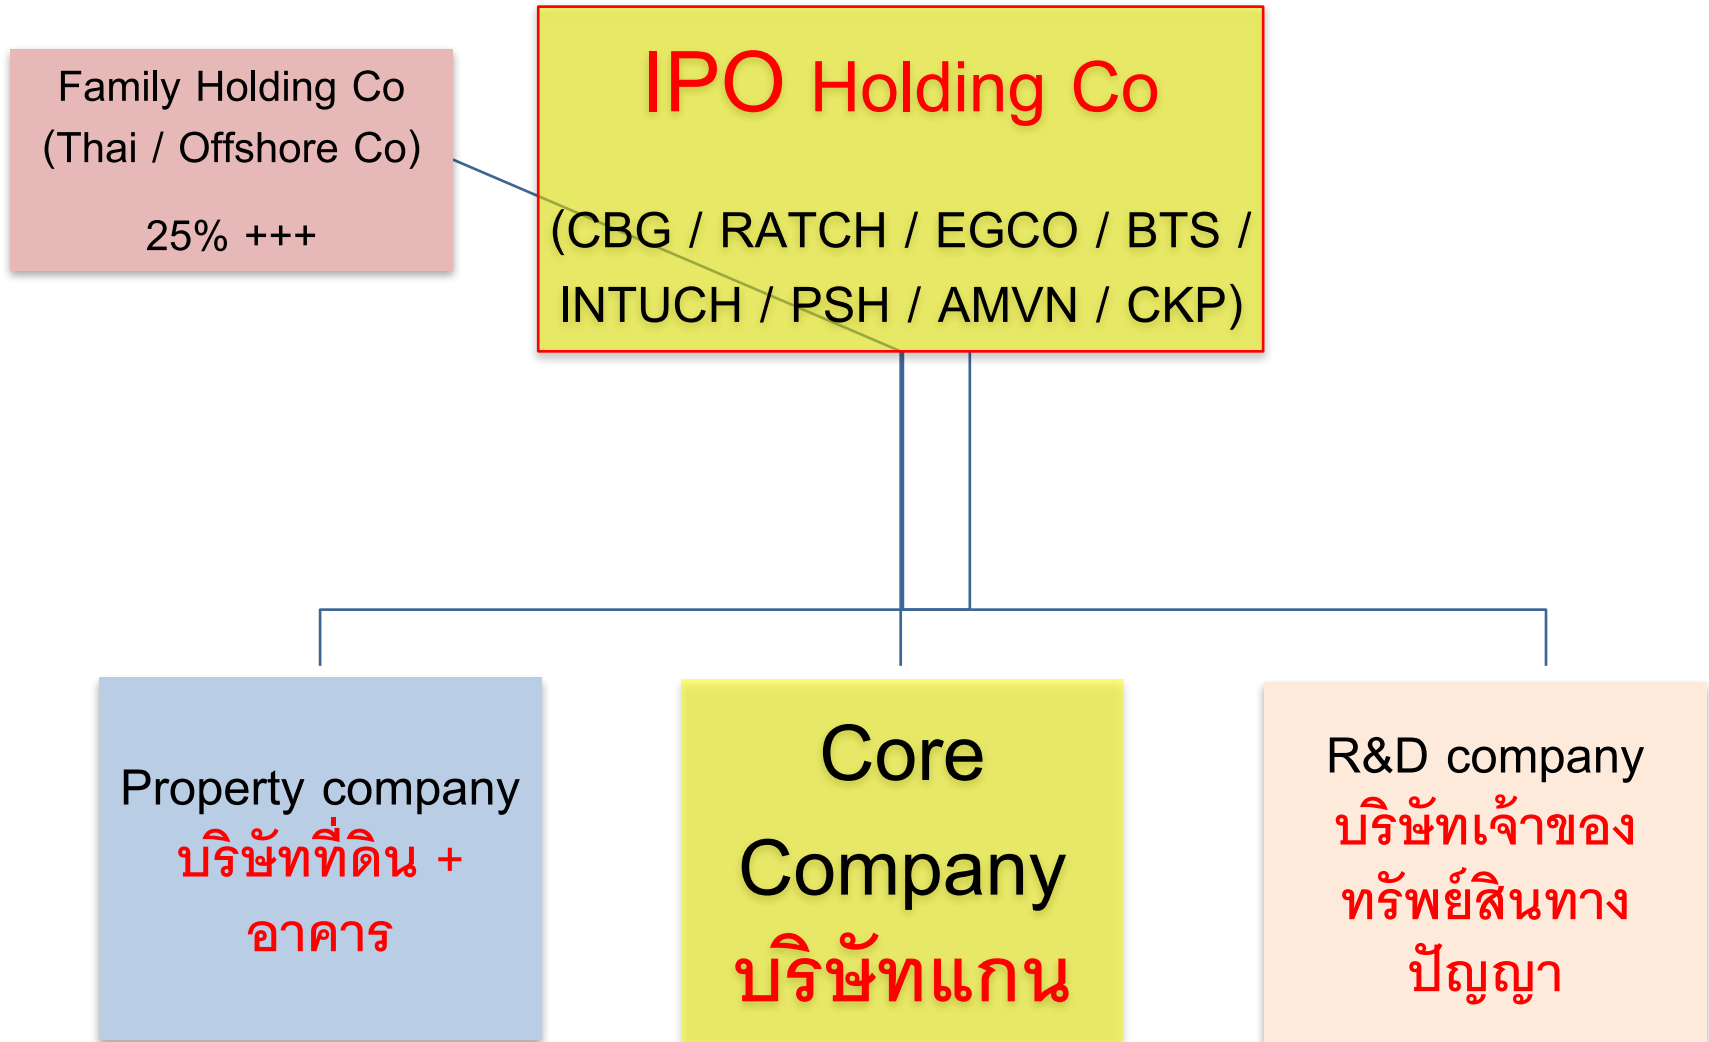 Family Holding Co
(Thai / Offshore Co)
25% +++
IPO Holding Co
(CBG / RATCH / EGCO / BTS /
INTUCH / PSH / AMVN / CKP)
Property company
บริษัทที่ดิน +
อาคาร
Core
Company
บริษัทแกน
R&D company
บริษัทเจ้าของ
ทรัพย์สินทาง
ปัญญา